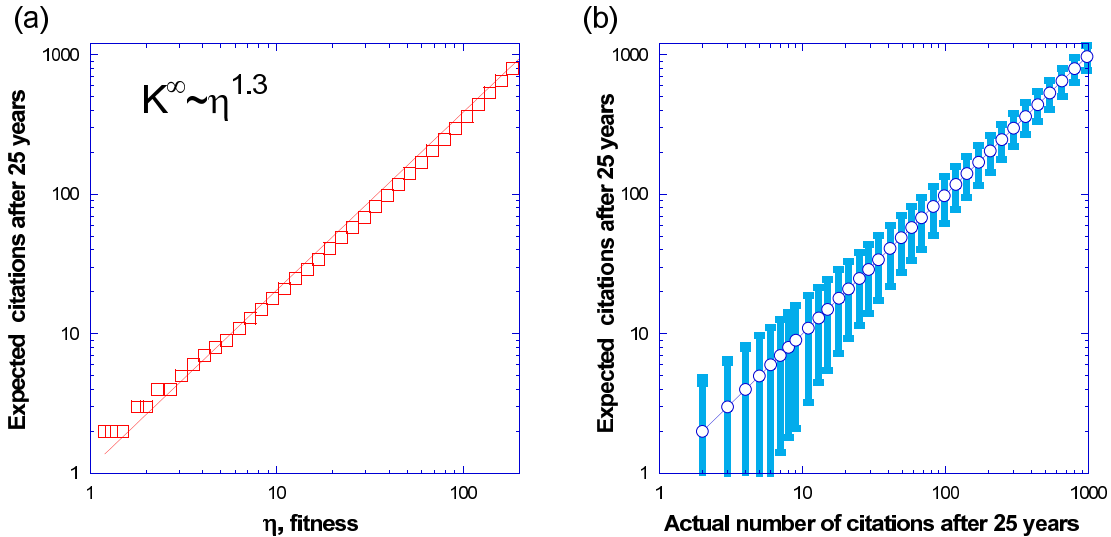 (a)
(b)
1000
100
10
1
Expected citations after 25 years
K∞~η1.3
1
10
100
η, fitness
1000
100
10
1
Expected citations after 25 years
1
10
100
1000
Actual number of citations after 25 years